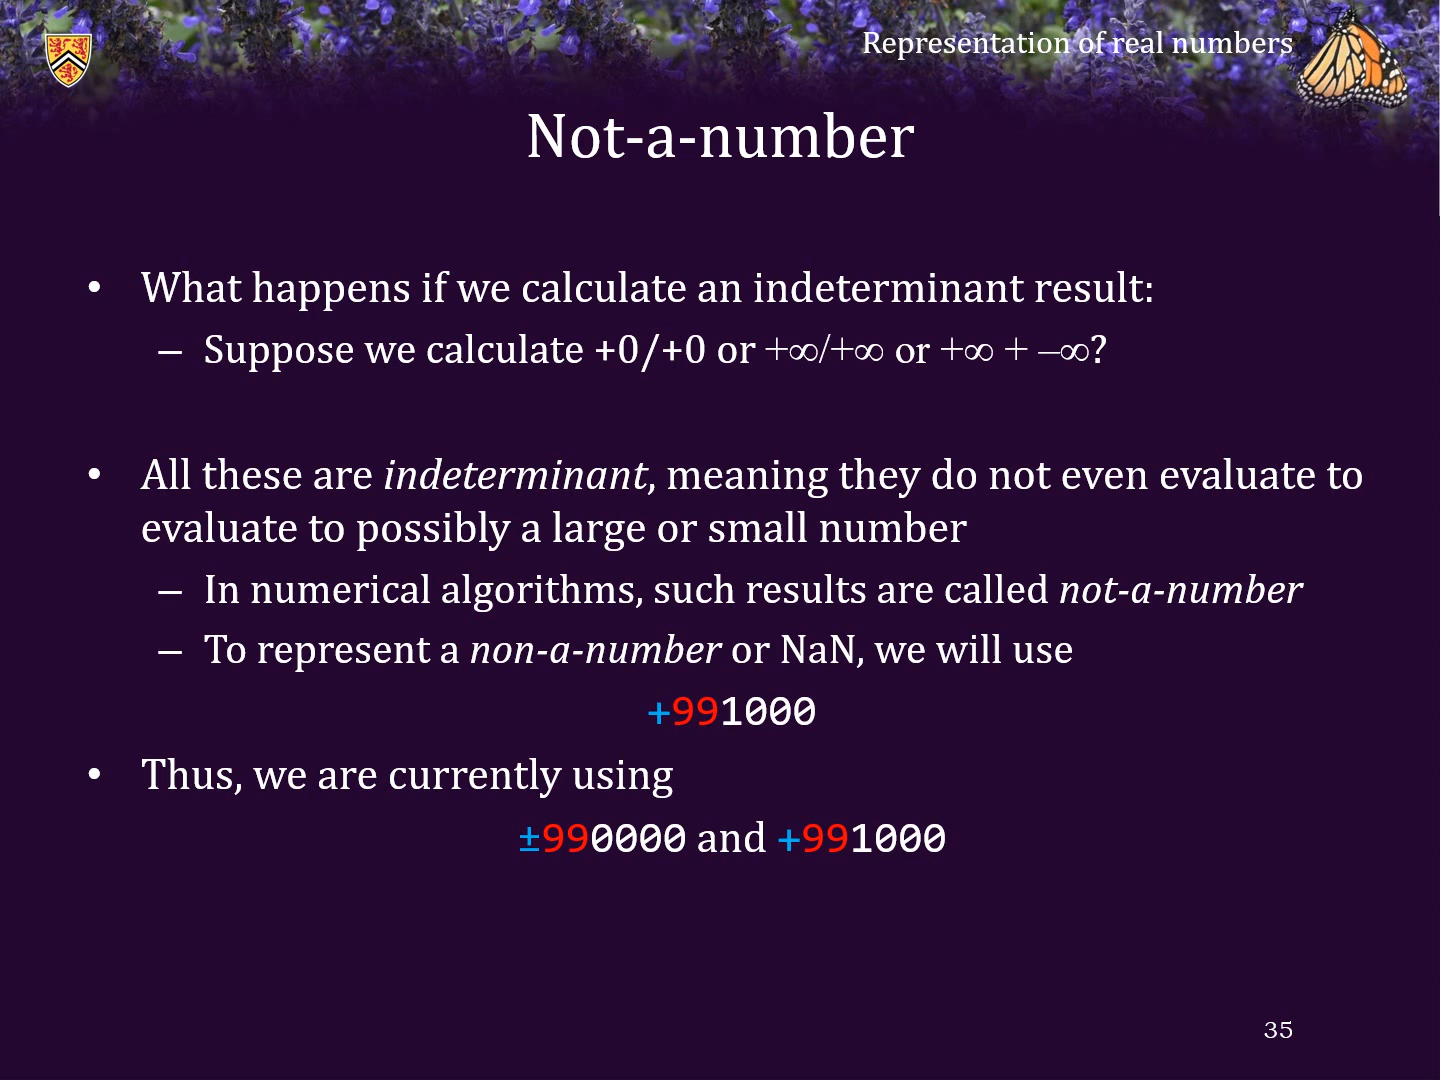 Representation of real numbers
Not-a-number
• What happens if we calculate an indeterminant result:
– Suppose we calculate +0/+0 or +∞/+∞ or +∞ + –∞?
• All these are indeterminant, meaning they do not even evaluate to
evaluate to possibly a large or small number
– In numerical algorithms, such results are called not-a-number
– To represent a non-a-number or NaN, we will use
+991000
• Thus, we are currently using
±990000 and +991000
35